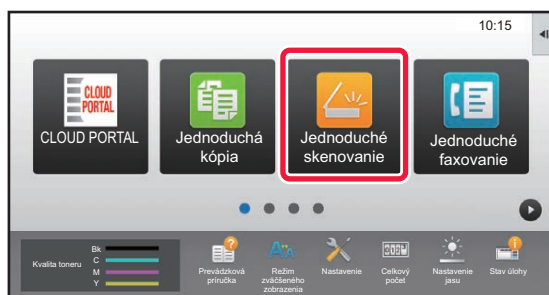 10:15
CLOUD
PORTAL
CLOUD PORTAL
Jednoduchá
kópia
Jednoduché
skenovanie
Jednoduché
faxovanie
Kvalita toneru
Bk
C
M
Y
Prevádzková
príručka
Režim
zväčšeného
zobrazenia
Nastavenie
Celkový
počet
Nastavenie
jasu
Stav úlohy